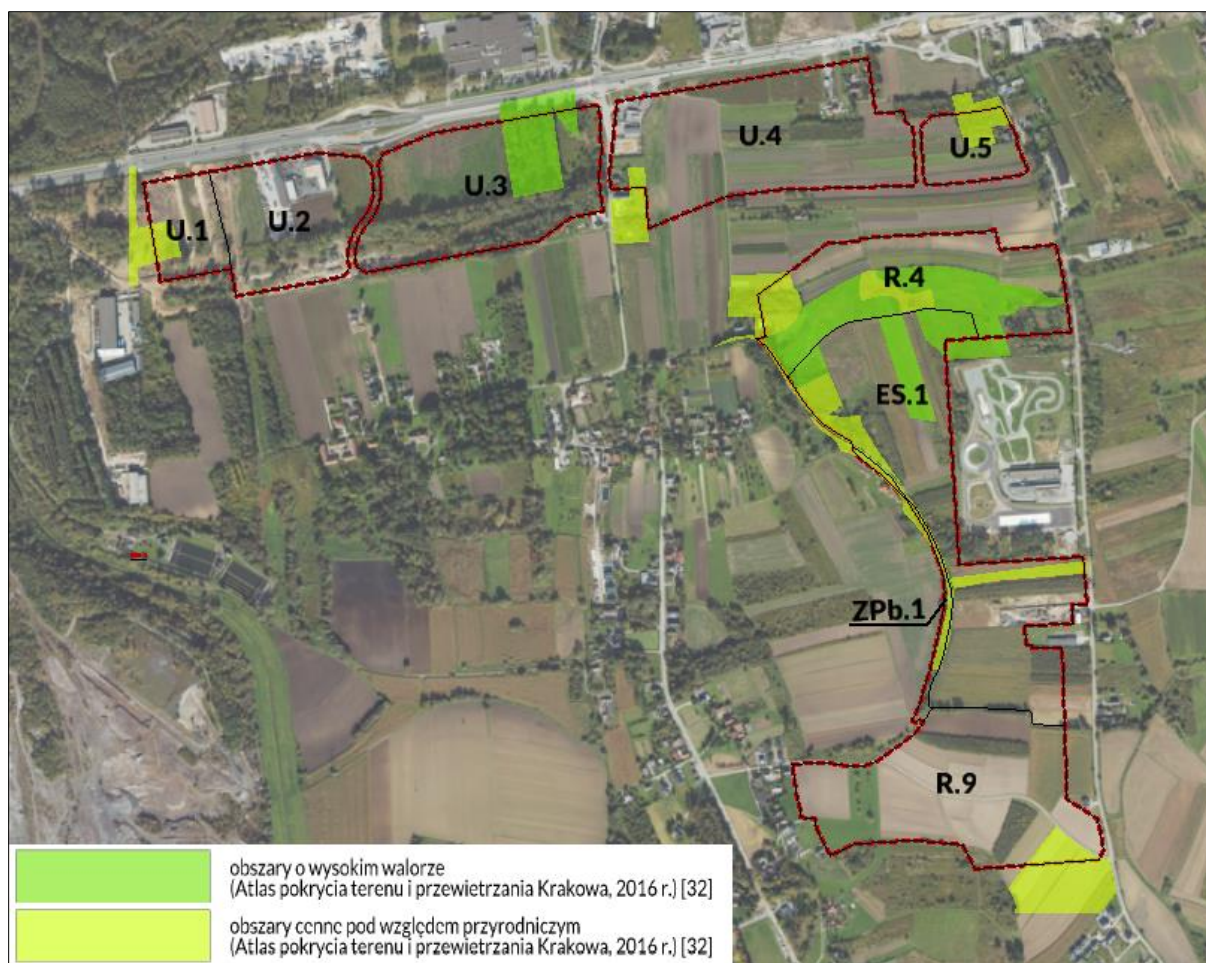 U.4
U.5
U.3
U.1
U.2
R.4
ES.1
ZPb.1
R.9
obszary o wysokim walorze
(Atlas pokrycia terenu i przewietrzania Krakowa, 2016 r.) [32]
obszary cenne pod względem przyrodniczym
(Atlas pokrycia terenu i przewietrzania Krakowa, 2016 r.) [32]